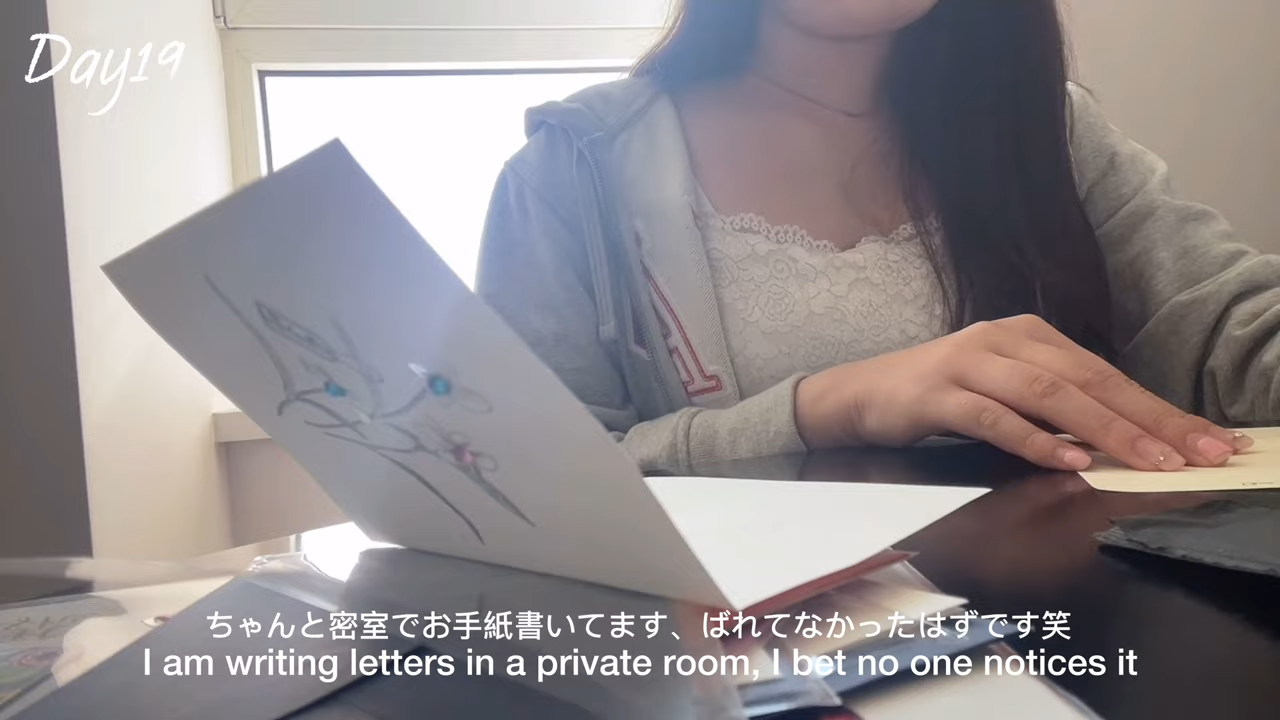 Day19
ちゃんと密室でお手紙書いてます、ばれてなかったはずです笑
I am writing letters in a private room, I bet no one notices it